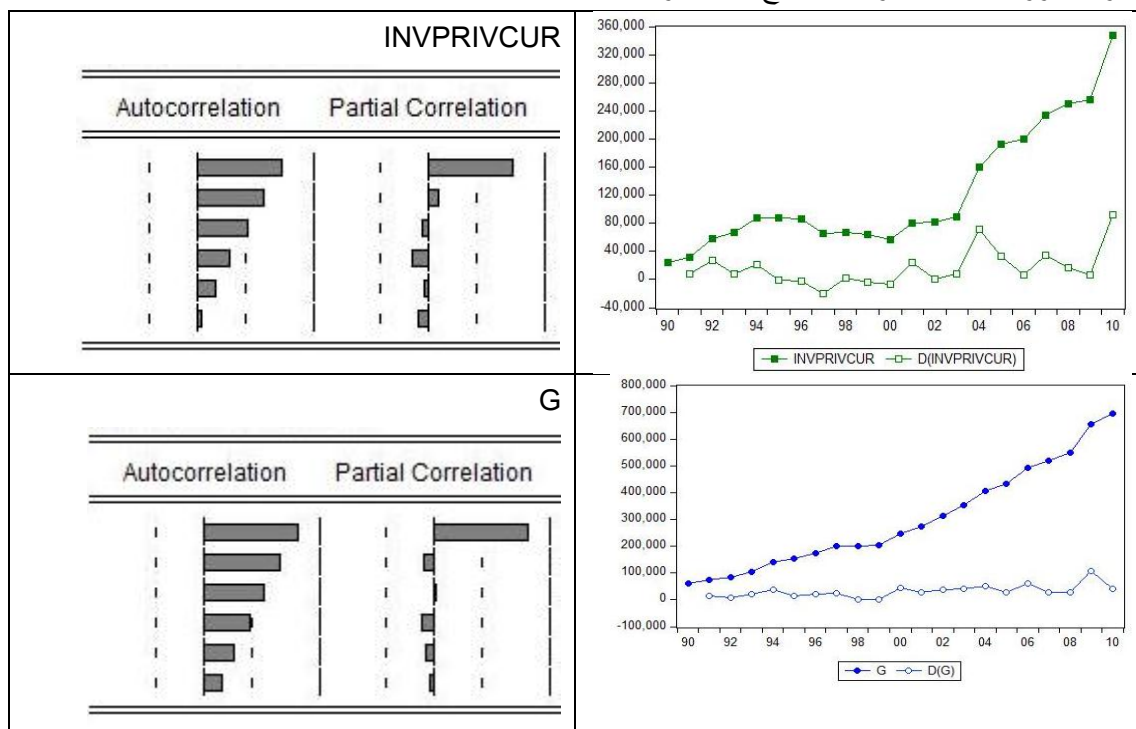 INVPRIVCUR
Autocorrelation Partial Correlation
360,000
320,000
280,000
240,000
200,000
160,000
120,000
80,000
40,000
0
-40,000
90 92 94 96 98 00 02 04 06 08 10
INVPRIVCUR D(INVPRIVCUR)
G
Autocorrelation Partial Correlation
800,000
700,000
600,000
500,000
400,000
300,000
200,000
100,000
0
-100,000
90 92 94 96 98 00 02 04 06 08 10
G D(G)